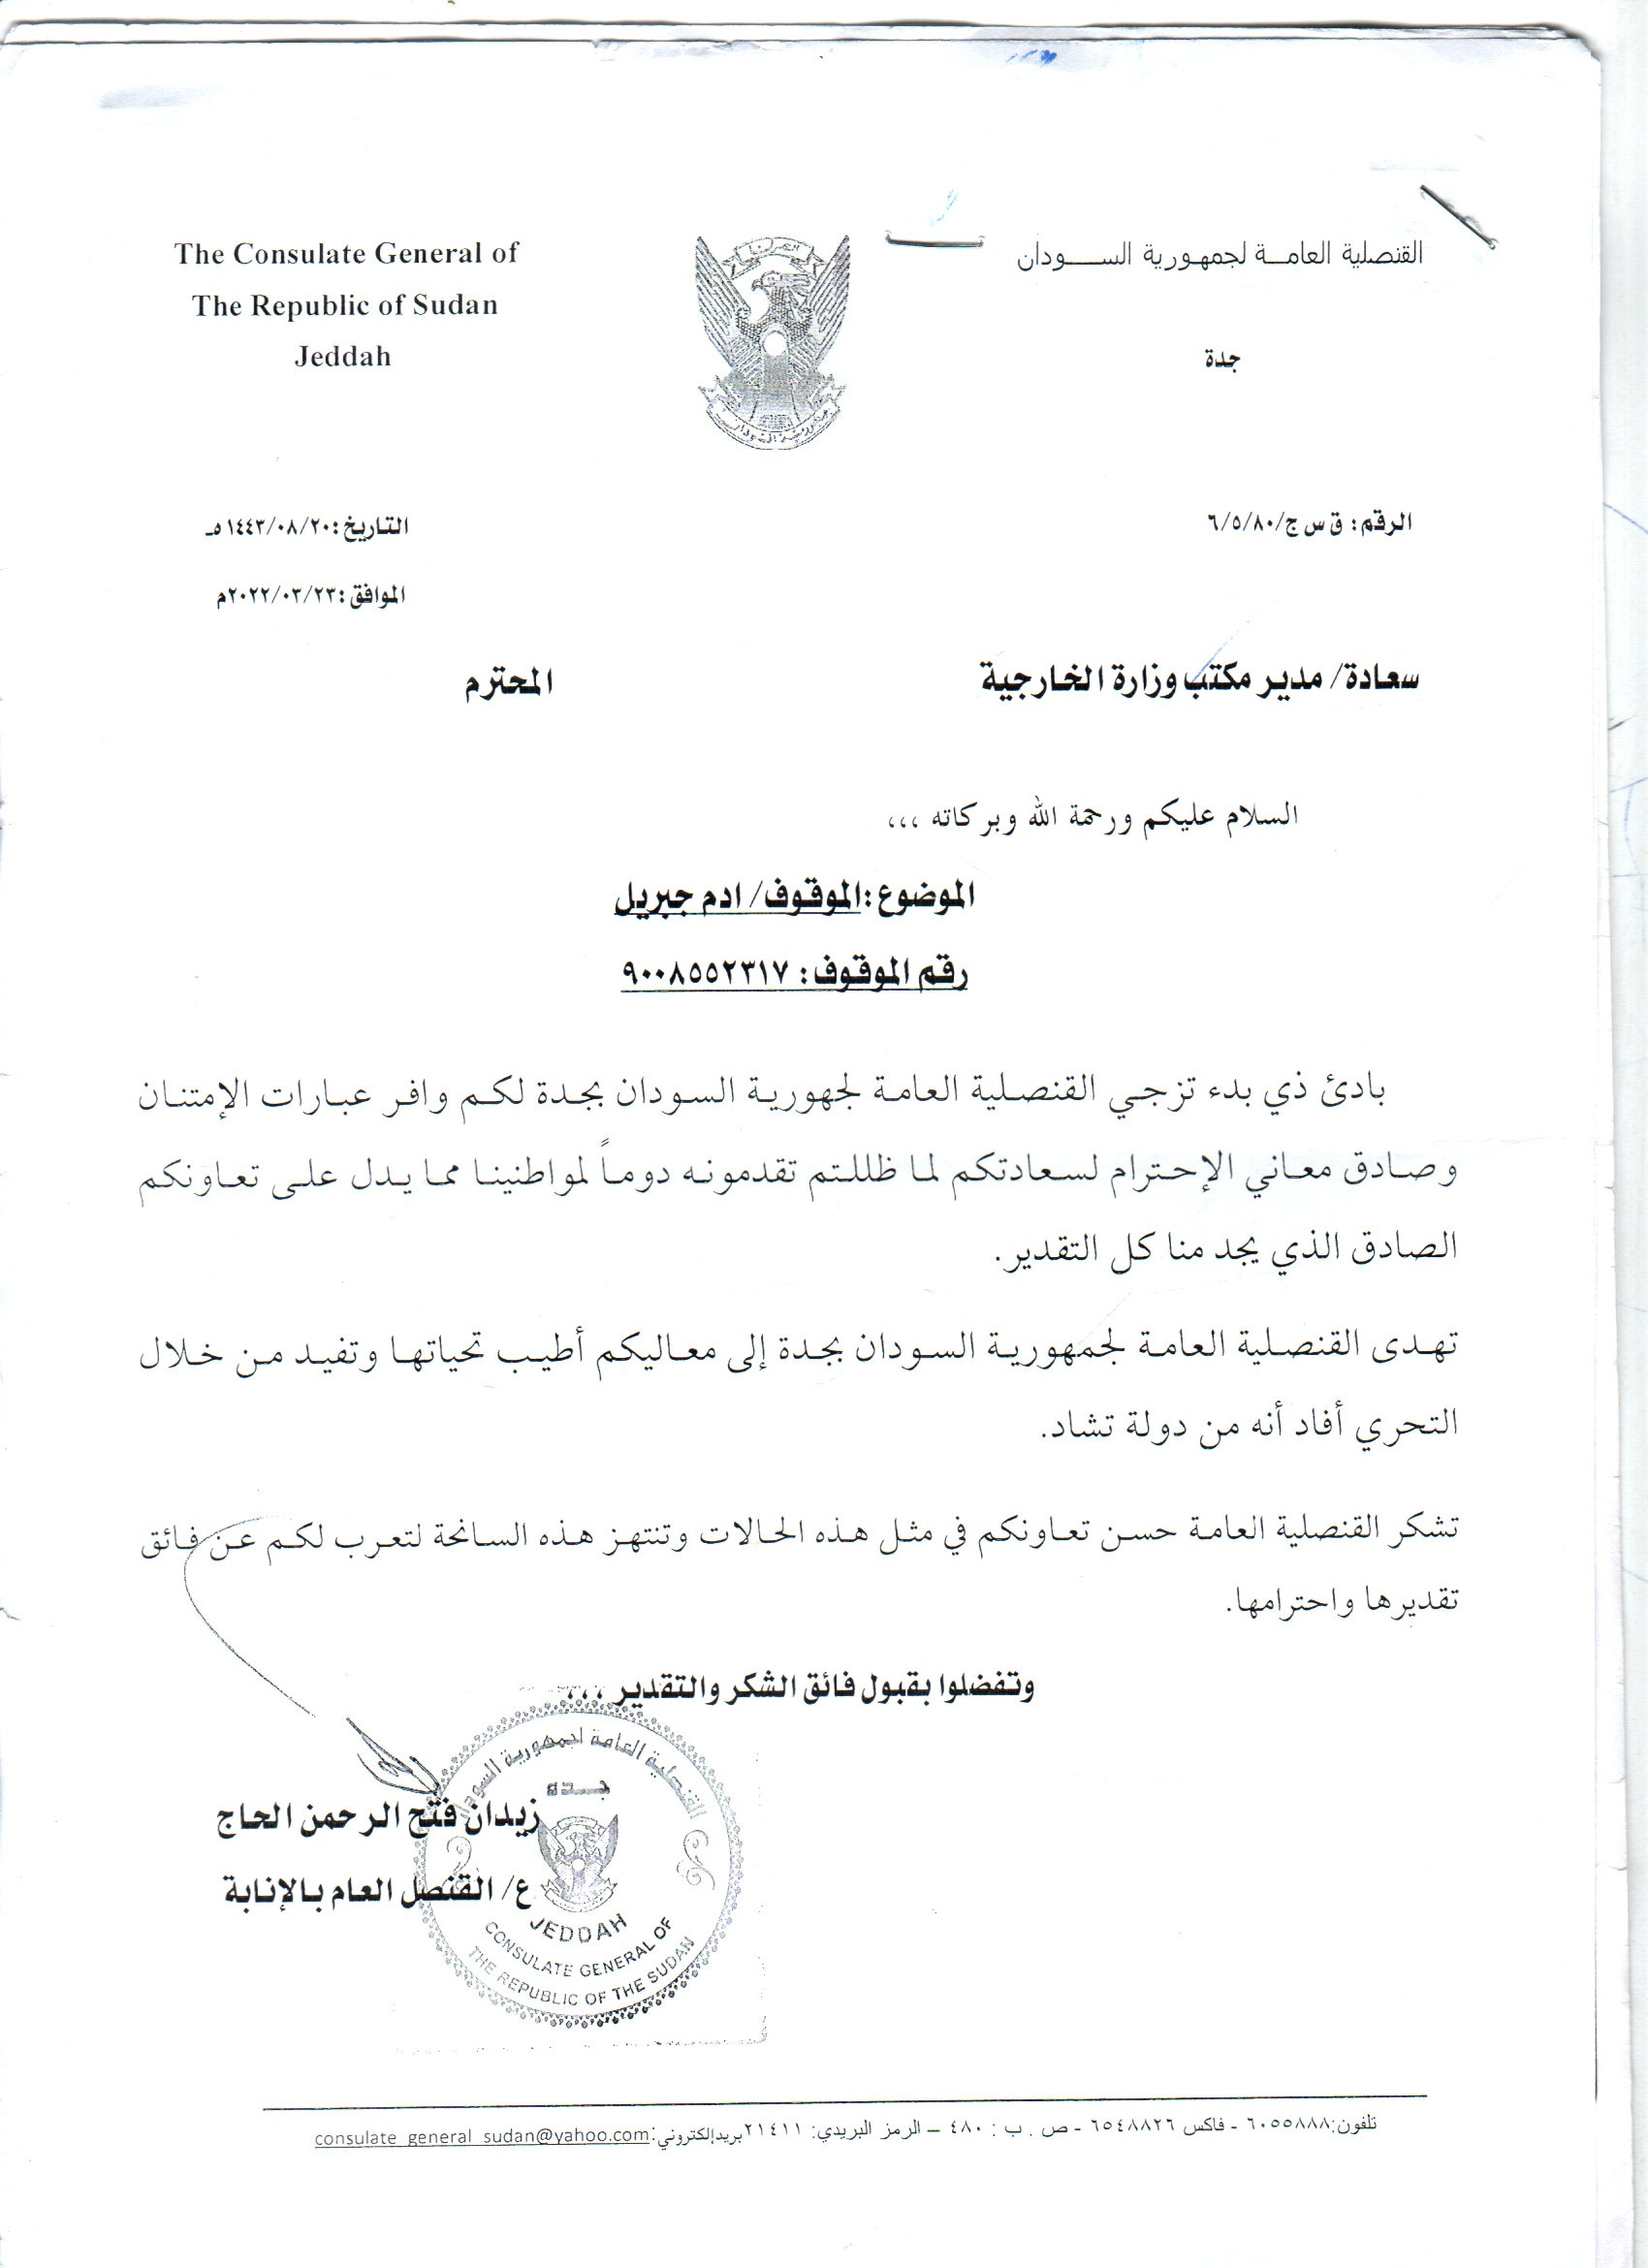 The Consulate General of
The Republic of Sudan
Jeddah
القنصلية العامـة لجمهورية الســـودان
جدة
الرقم: ق س ج/٦/٥/٨٠
التاريخ:١٤٤٣/٠٨/٢٠هـ
الموافق:٢٠٢٢/٠٣/٢٣م
سعادة/ مدير مكتب وزارة الخارجية المحترم
السلام عليكم ورحمة الله وبركاته ،،،
الموضوع:الموقوف/ ادم جبريل
رقم الموقوف: ٩٠٠٨٥٥٢٣١٧
بادئ ذي بدء تزجي القنصلية العامة لجهورية السودان بجدة لكم وافر عبارات الإمتنان
وصادق معاني الإحترام لسعادتكم لما ظللتم تقدمونه دوماً لمواطنينا مما يدل على تعاونكم
الصادق الذي يجد منا كل التقدير.
تهدى القنصلية العامة لجمهورية السودان بجدة إلى معاليكم أطيب تحياتها وتفيد من خلال
التحري أفاد أنه من دولة تشاد.
تشكر القنصلية العامة حسن تعاونكم في مثل هذه الحالات وتنتهز هذه السانحة لتعرب لكم عن فائق
تقديرها واحترامها.
وتفضلوا بقبول فائق الشكر والتقدير ،،،
القنصلية العامة لجمهورية السودان
جـــدة
زيدان فتح الرحمن الحاج
ع/ القنصل العام بالإنابة
JEDDAH
CONSULATE GENERAL OF
THE REPUBLIC OF THE SUDAN
تلفون:٦٠٥٥٨٨٨ - فاكس ٦٥٤٨٨٢٦ - ص . ب : ٤٨٠ – الرمز البريدي: ٢١٤١١بريدإلكتروني:consulate_general_sudan@yahoo.com